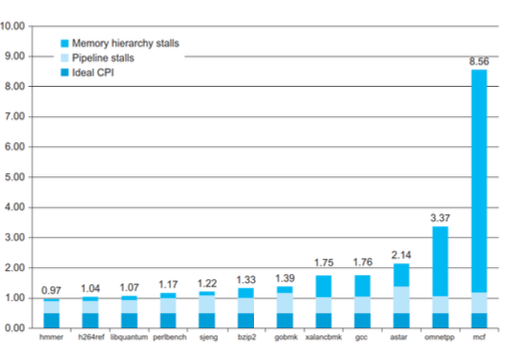 10.00
9.00
8.00
7.00
6.00
5.00
4.00
3.00
2.00
1.00
0.00
Memory hierarchy stalls
Pipeline stalls
Ideal CPI
0.97 1.04 1.07 1.17 1.22 1.33 1.39 1.75 1.76 2.14 3.37 8.56
hmmer h264ref libquantum perlbench sjeng bzip2 gobmk xalancbmk gcc astar omnetpp mcf